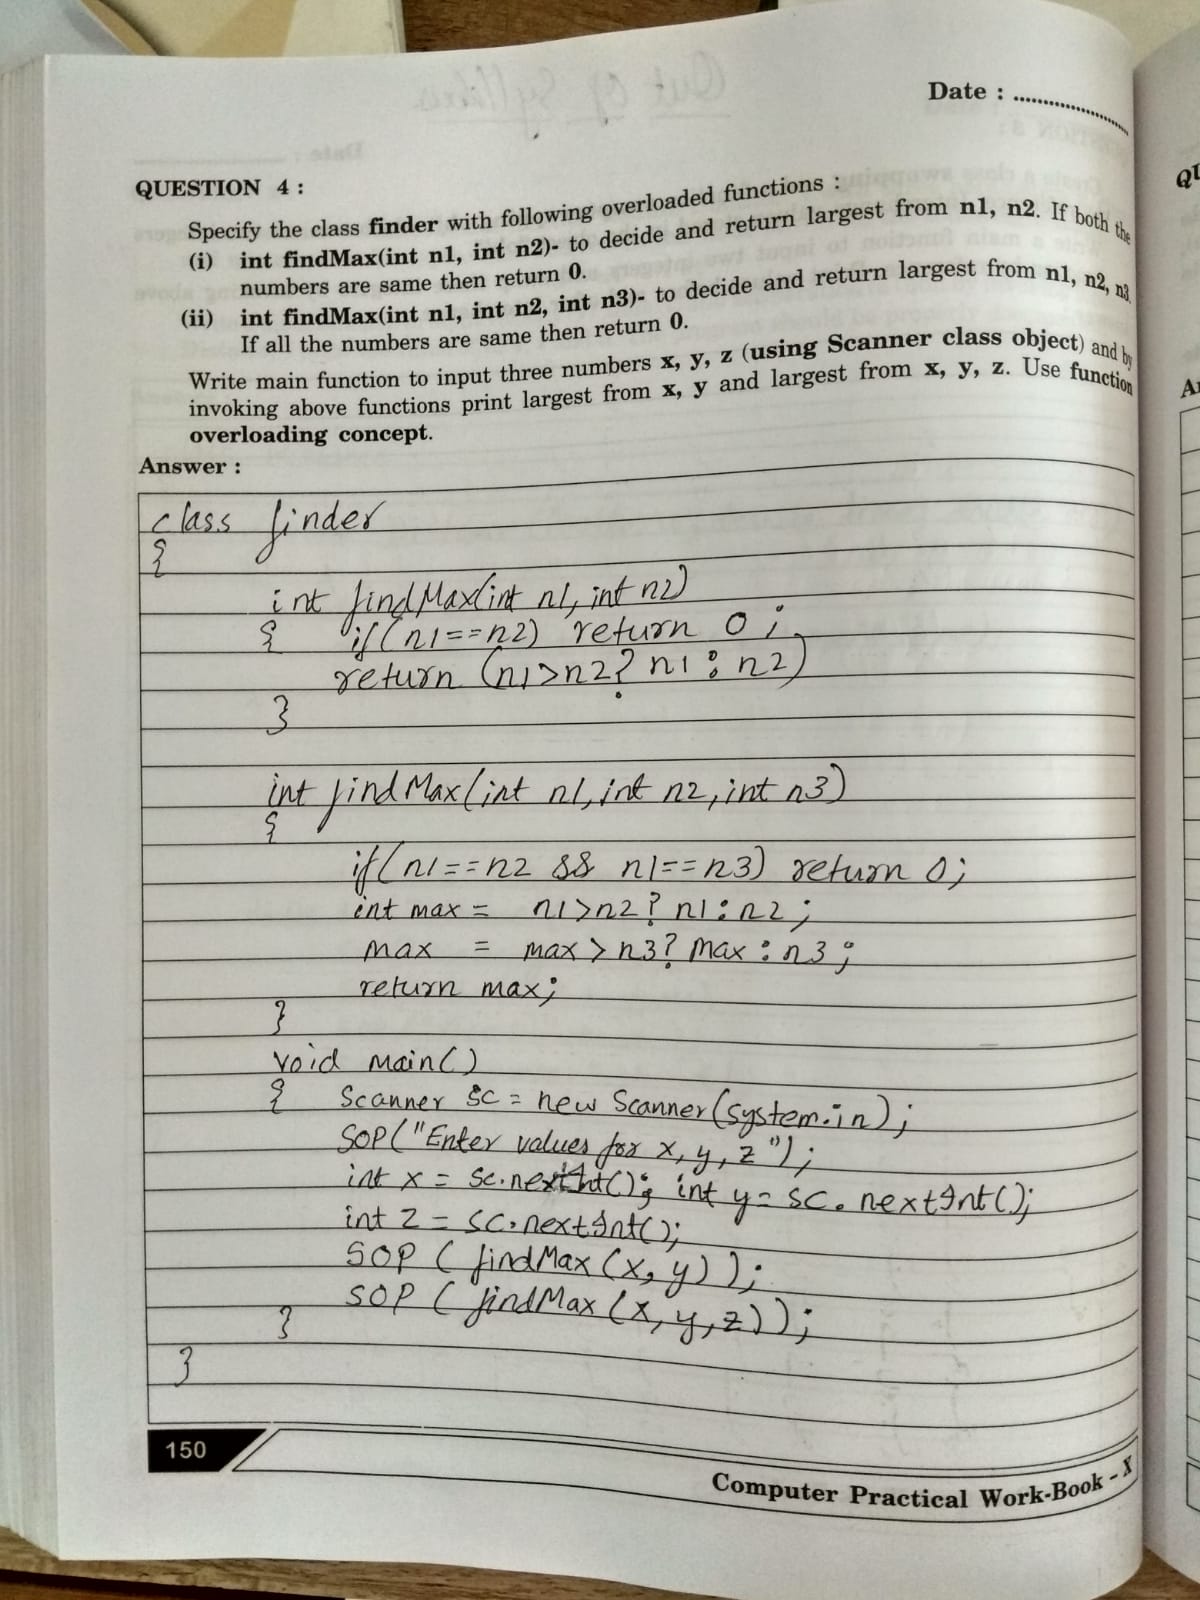 Date : ....................
QUESTION 4 :
Specify the class finder with following overloaded functions :
(i) int findMax(int n1, int n2)- to decide and return largest from n1, n2. If both the
numbers are same then return 0.
(ii) int findMax(int n1, int n2, int n3)- to decide and return largest from n1, n2, n3.
If all the numbers are same then return 0.
Write main function to input three numbers x, y, z (using Scanner class object) and by
invoking above functions print largest from x, y and largest from x, y, z. Use function
overloading concept.
Answer :
class finder
{
int findMax(int n1, int n2)
{ if(n1==n2) return 0;
return (n1>n2? n1 : n2)
}
int findMax(int n1, int n2, int n3)
{
if(n1==n2 && n1==n3) return 0;
int max = n1>n2? n1:n2;
max = max>n3? max:n3;
return max;
}
void main()
{ Scanner sc = new Scanner(system.in);
SOP("Enter values for x, y, z");
int x = sc.nextInt(); int y = sc.nextInt();
int z = sc.nextInt();
SOP ( findMax (x, y) );
SOP ( findMax (x, y, z) );
}
}
150
Computer Practical Work-Book - X